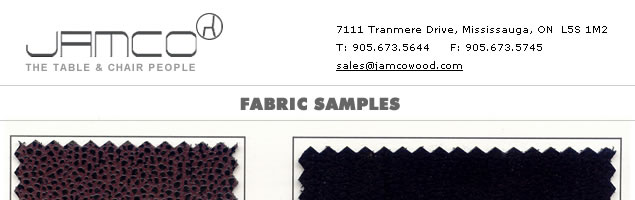 JAMCO
THE TABLE & CHAIR PEOPLE
7111 Tranmere Drive, Mississauga, ON L5S 1M2
T: 905.673.5644 F: 905.673.5745
sales@jamcowood.com
FABRIC SAMPLES